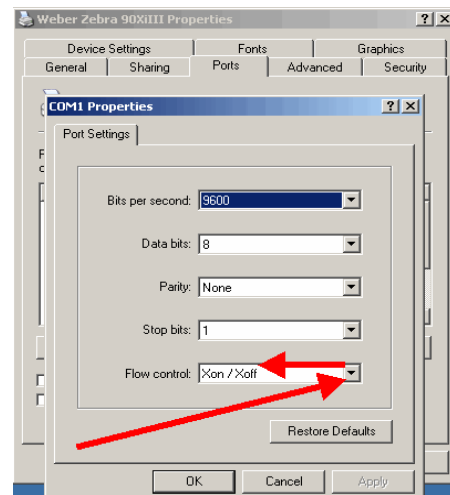 Weber Zebra 90XiIII Properties
Device Settings Fonts Graphics
General Sharing Ports Advanced Security
COM1 Properties
Port Settings
Bits per second: 9600
Data bits: 8
Parity: None
Stop bits: 1
Flow control: Xon / Xoff
Restore Defaults
OK Cancel Apply